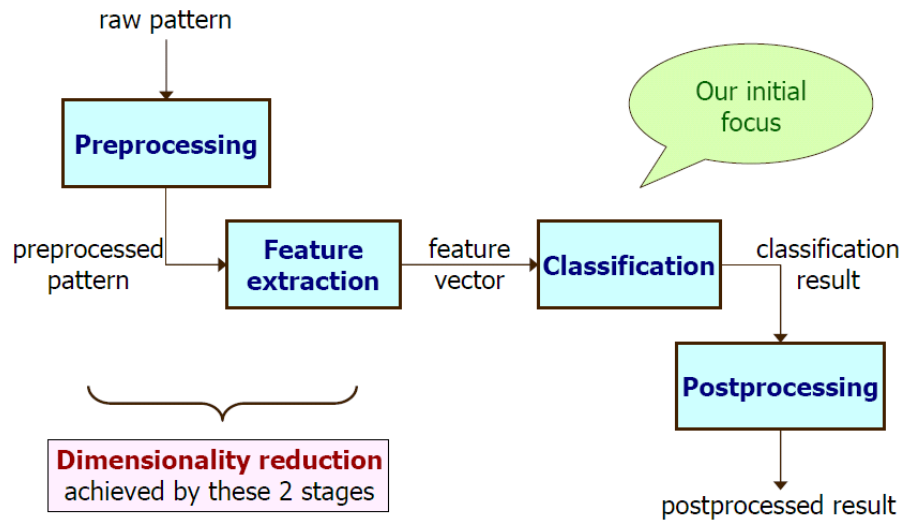 raw pattern
Our initial
focus
Preprocessing
preprocessed
pattern
Feature
extraction
feature
vector
Classification
classification
result
Postprocessing
Dimensionality reduction
achieved by these 2 stages
postprocessed result